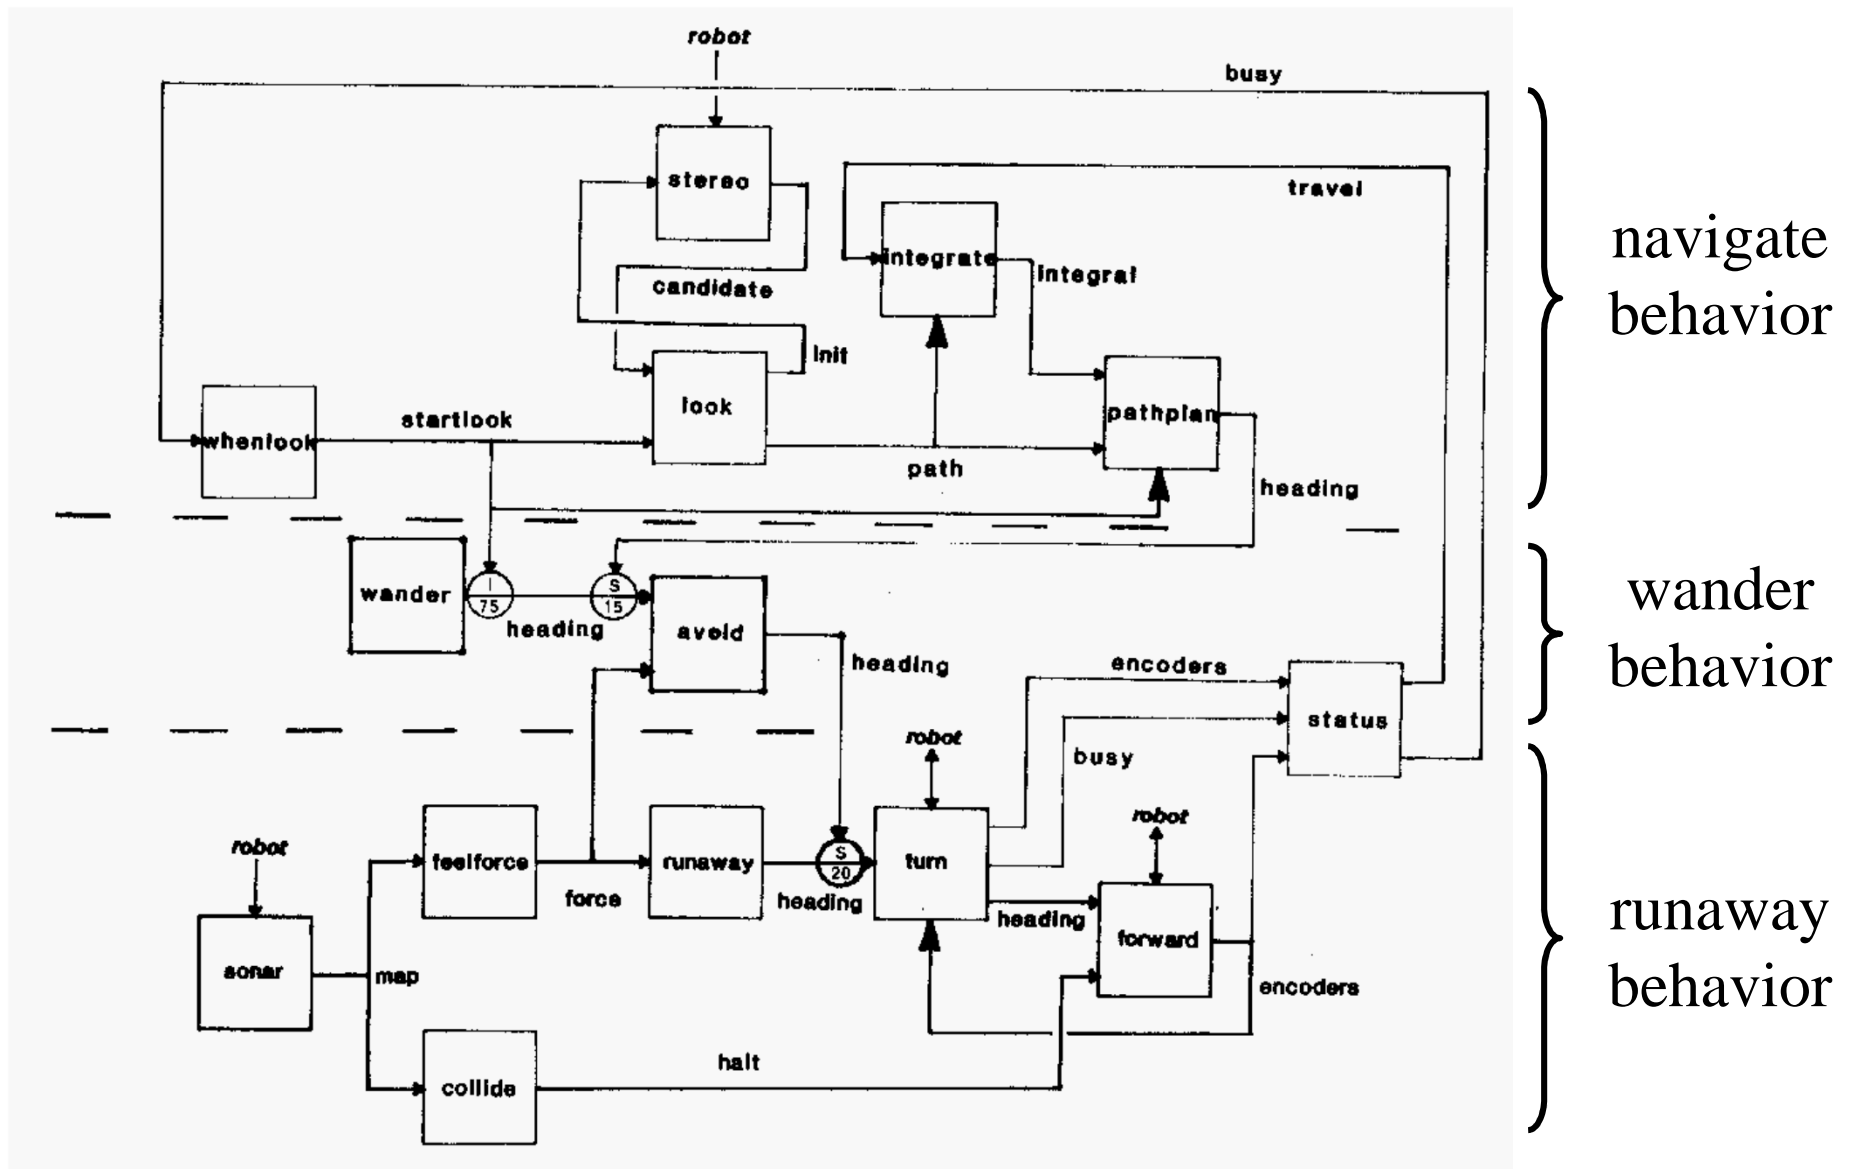 robot
busy
stereo
travel
integrate
integral
candidate
init
look
pathplan
whenlook
startlook
path
heading
navigate
behavior
wander
I
75
S
15
heading
avoid
heading
encoders
status
busy
wander
behavior
robot
robot
robot
feelforce
runaway
S
20
turn
force
heading
heading
forward
sonar
map
encoders
halt
collide
runaway
behavior